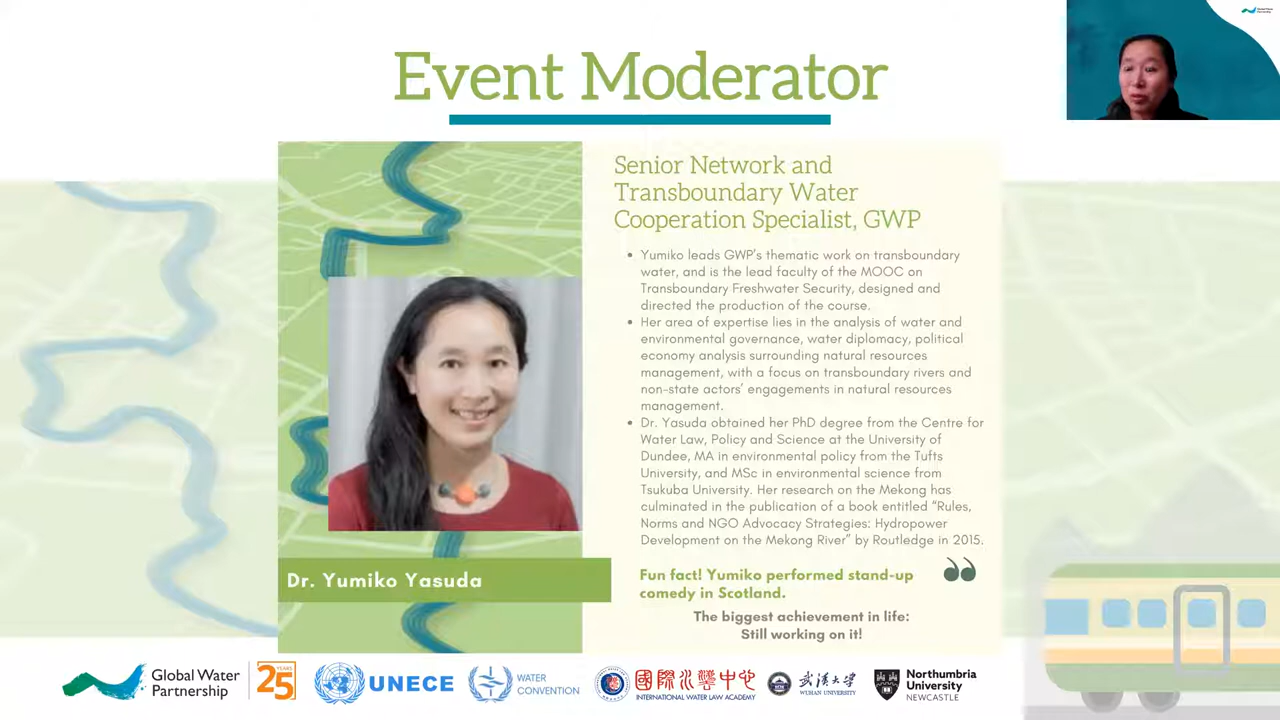 Event Moderator
Global Water
Partnership
Senior Network and
Transboundary Water
Cooperation Specialist, GWP
• Yumiko leads GWP's thematic work on transboundary
water, and is the lead faculty of the MOOC on
Transboundary Freshwater Security, designed and
directed the production of the course.
• Her area of expertise lies in the analysis of water and
environmental governance, water diplomacy, political
economy analysis surrounding natural resources
management, with a focus on transboundary rivers and
non-state actors' engagements in natural resources
management.
• Dr. Yasuda obtained her PhD degree from the Centre for
Water Law, Policy and Science at the University of
Dundee, MA in environmental policy from the Tufts
University, and MSc in environmental science from
Tsukuba University. Her research on the Mekong has
culminated in the publication of a book entitled “Rules,
Norms and NGO Advocacy Strategies: Hydropower
Development on the Mekong River” by Routledge in 2015.
Dr. Yumiko Yasuda
Fun fact! Yumiko performed stand-up
comedy in Scotland.
The biggest achievement in life:
Still working on it!
Global Water
Partnership
25 YEARS
UNECE
WATER
CONVENTION
國際水法學中心
INTERNATIONAL WATER LAW ACADEMY
武漢大学
WUHAN UNIVERSITY
Northumbria
University
NEWCASTLE